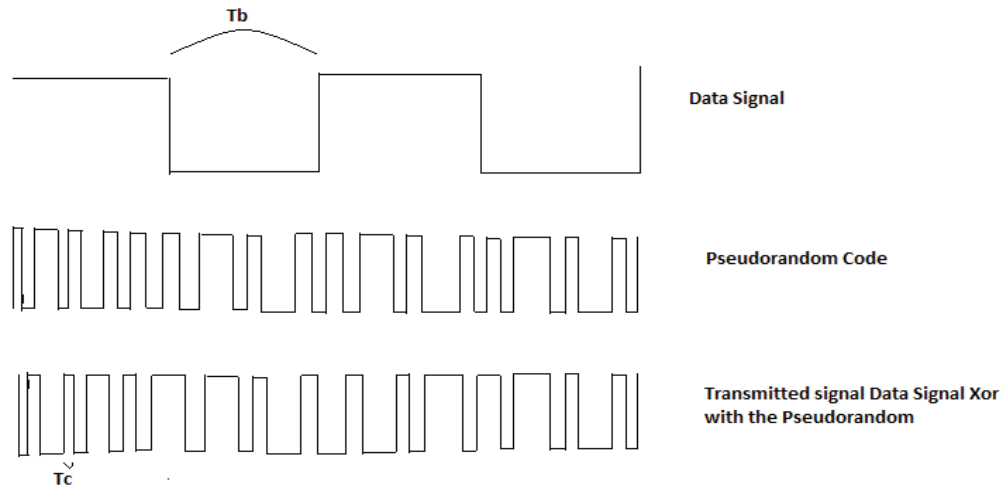 Tb
Data Signal
Pseudorandom Code
Transmitted signal Data Signal Xor
with the Pseudorandom
Tc